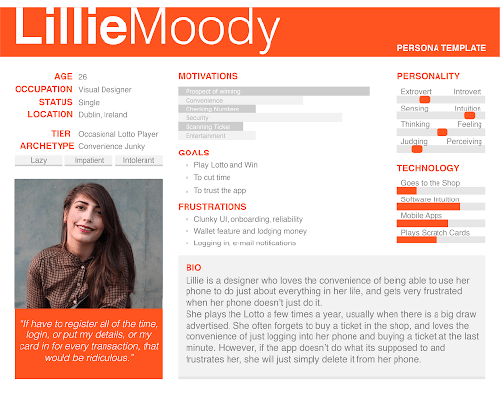 LillieMoody
PERSONA TEMPLATE
AGE 26
OCCUPATION Visual Designer
STATUS Single
LOCATION Dublin, Ireland
TIER Occasional Lotto Player
ARCHETYPE Convenience Junky
Lazy Impatient Intolerant
"If have to register all of the time,
login, or put my details, or my
card in for every transaction, that
would be ridiculous."
MOTIVATIONS
Prospect of winning
Convenience
Checking Numbers
Security
Scanning Ticket
Entertainment
GOALS
Play Lotto and Win
To cut time
To trust the app
FRUSTRATIONS
Clunky UI, onboarding, reliability
Wallet feature and lodging money
Logging in, e-mail notifications
PERSONALITY
Extrovert Introvert
Sensing Intuition
Thinking Feeling
Judging Perceiving
TECHNOLOGY
Goes to the Shop
Software Intuition
Mobile Apps
Plays Scratch Cards
BIO
Lillie is a designer who loves the convenience of being able to use her
phone to do just about everything in her life, and gets very frustrated
when her phone doesn't just do it.
She plays the Lotto a few times a year, usually when there is a big draw
advertised. She often forgets to buy a ticket in the shop, and loves the
convenience of just logging into her phone and buying a ticket at the last
minute. However, if the app doesn't do what its supposed to and
frustrates her, she will just simply delete it from her phone.